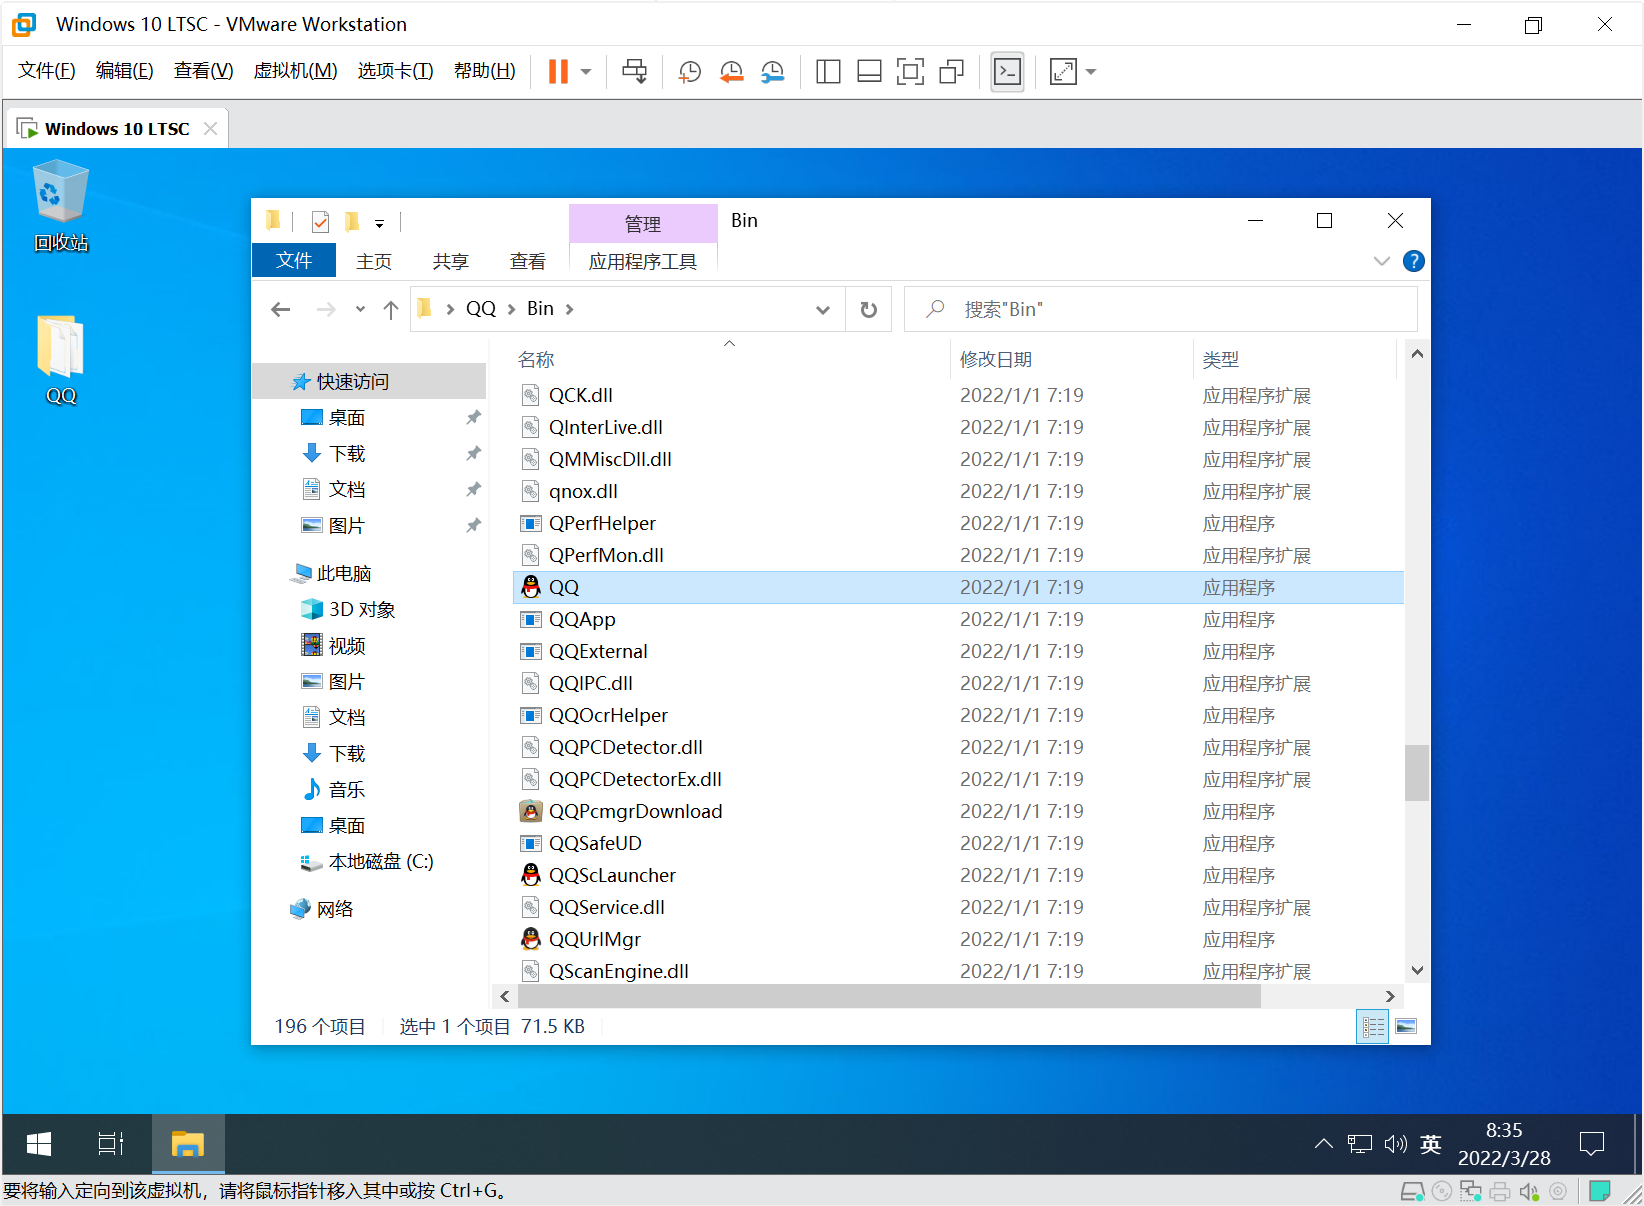 Windows 10 LTSC - VMware Workstation
文件(F) 编辑(E) 查看(V) 虚拟机(M) 选项卡(T) 帮助(H)
Windows 10 LTSC
回收站
QQ
管理
Bin
文件 主页 共享 查看 应用程序工具
QQ Bin
搜索"Bin"
快速访问
桌面
下载
文档
图片
此电脑
3D 对象
视频
图片
文档
下载
音乐
桌面
本地磁盘 (C:)
网络
名称 修改日期 类型
QCK.dll 2022/1/1 7:19 应用程序扩展
QInterLive.dll 2022/1/1 7:19 应用程序扩展
QMMiscDll.dll 2022/1/1 7:19 应用程序扩展
qnox.dll 2022/1/1 7:19 应用程序扩展
QPerfHelper 2022/1/1 7:19 应用程序
QPerfMon.dll 2022/1/1 7:19 应用程序扩展
QQ 2022/1/1 7:19 应用程序
QQApp 2022/1/1 7:19 应用程序
QQExternal 2022/1/1 7:19 应用程序
QQIPC.dll 2022/1/1 7:19 应用程序扩展
QQOcrHelper 2022/1/1 7:19 应用程序
QQPCDetector.dll 2022/1/1 7:19 应用程序扩展
QQPCDetectorEx.dll 2022/1/1 7:19 应用程序扩展
QQPcmgrDownload 2022/1/1 7:19 应用程序
QQSafeUD 2022/1/1 7:19 应用程序
QQScLauncher 2022/1/1 7:19 应用程序
QQService.dll 2022/1/1 7:19 应用程序扩展
QQUrlMgr 2022/1/1 7:19 应用程序
QScanEngine.dll 2022/1/1 7:19 应用程序扩展
196 个项目 选中 1 个项目 71.5 KB
英
8:35
2022/3/28
要将输入定向到该虚拟机，请将鼠标指针移入其中或按 Ctrl+G。